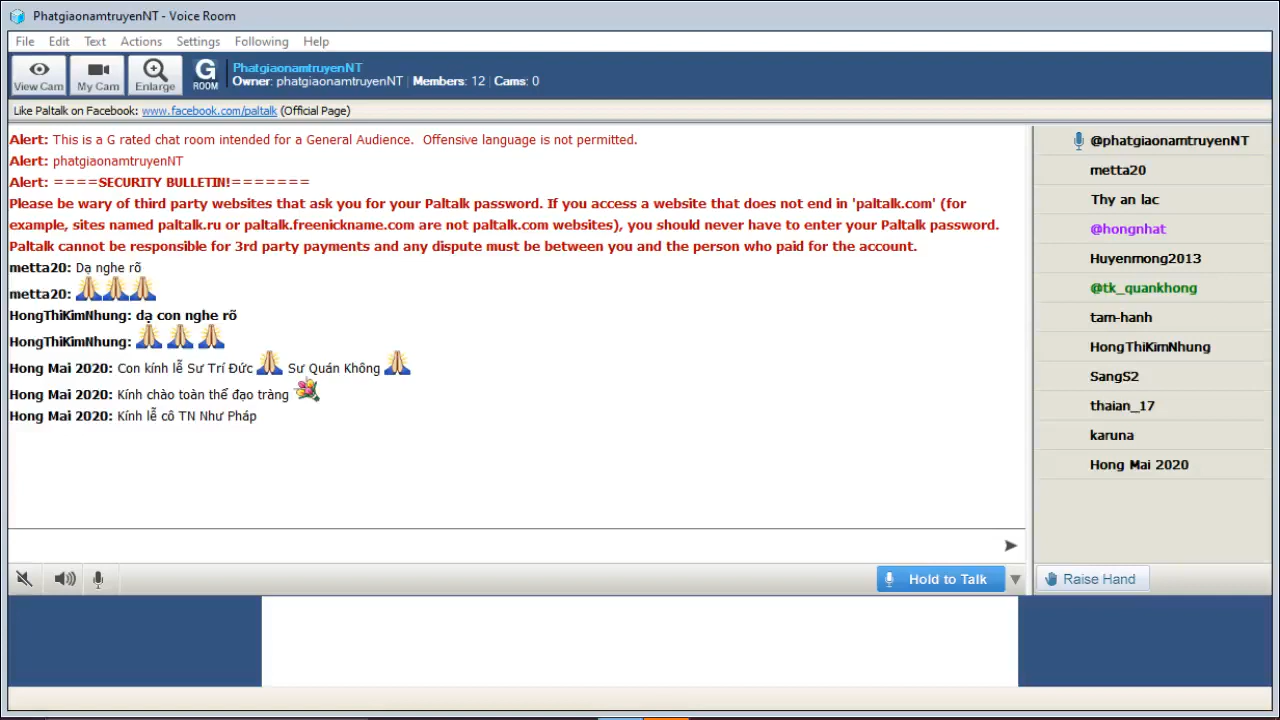 PhatgiaonamtruyenNT - Voice Room
File Edit Text Actions Settings Following Help
View Cam My Cam Enlarge G ROOM
PhatgiaonamtruyenNT
Owner: phatgiaonamtruyenNT Members: 12 Cams: 0
Like Paltalk on Facebook: www.facebook.com/paltalk (Official Page)
Alert: This is a G rated chat room intended for a General Audience. Offensive language is not permitted.
Alert: phatgiaonamtruyenNT
Alert: ====SECURITY BULLETIN!=======
Please be wary of third party websites that ask you for your Paltalk password. If you access a website that does not end in 'paltalk.com' (for
example, sites named paltalk.ru or paltalk.freenickname.com are not paltalk.com websites), you should never have to enter your Paltalk password.
Paltalk cannot be responsible for 3rd party payments and any dispute must be between you and the person who paid for the account.
metta20: Dạ nghe rõ
metta20:
HongThiKimNhung: dạ con nghe rõ
HongThiKimNhung:
Hong Mai 2020: Con kính lễ Sư Trí Đức Sư Quán Không
Hong Mai 2020: Kính chào toàn thể đạo tràng
Hong Mai 2020: Kính lễ cô TN Như Pháp
@phatgiaonamtruyenNT
metta20
Thy an lac
@hongnhat
Huyenmong2013
@tk_quankhong
tam-hanh
HongThiKimNhung
SangS2
thaian_17
karuna
Hong Mai 2020
Hold to Talk
Raise Hand